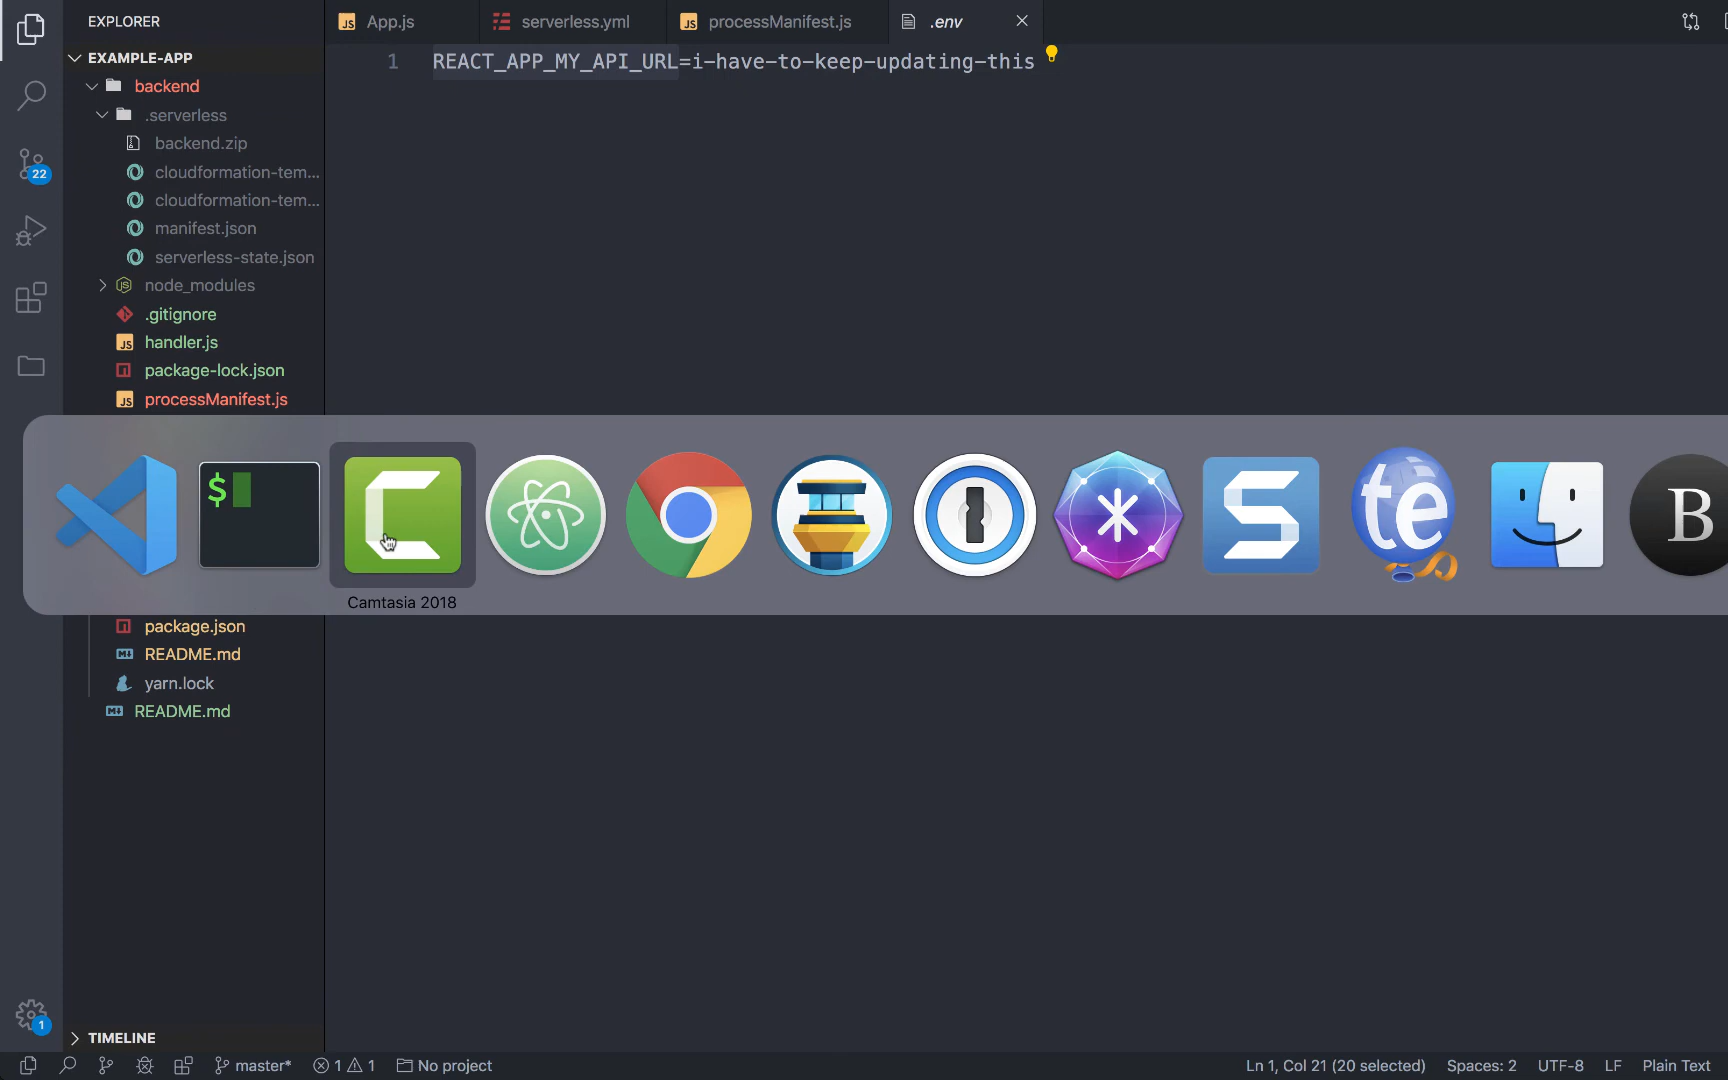 EXPLORER
App.js
serverless.yml
processManifest.js
.env
EXAMPLE-APP
1 REACT_APP_MY_API_URL=i-have-to-keep-updating-this
backend
.serverless
backend.zip
22
cloudformation-tem...
cloudformation-tem...
manifest.json
serverless-state.json
node_modules
.gitignore
handler.js
package-lock.json
processManifest.js
$
te
B
Camtasia 2018
package.json
README.md
yarn.lock
README.md
1
TIMELINE
master* 1 1 No project Ln 1, Col 21 (20 selected) Spaces: 2 UTF-8 LF Plain Text